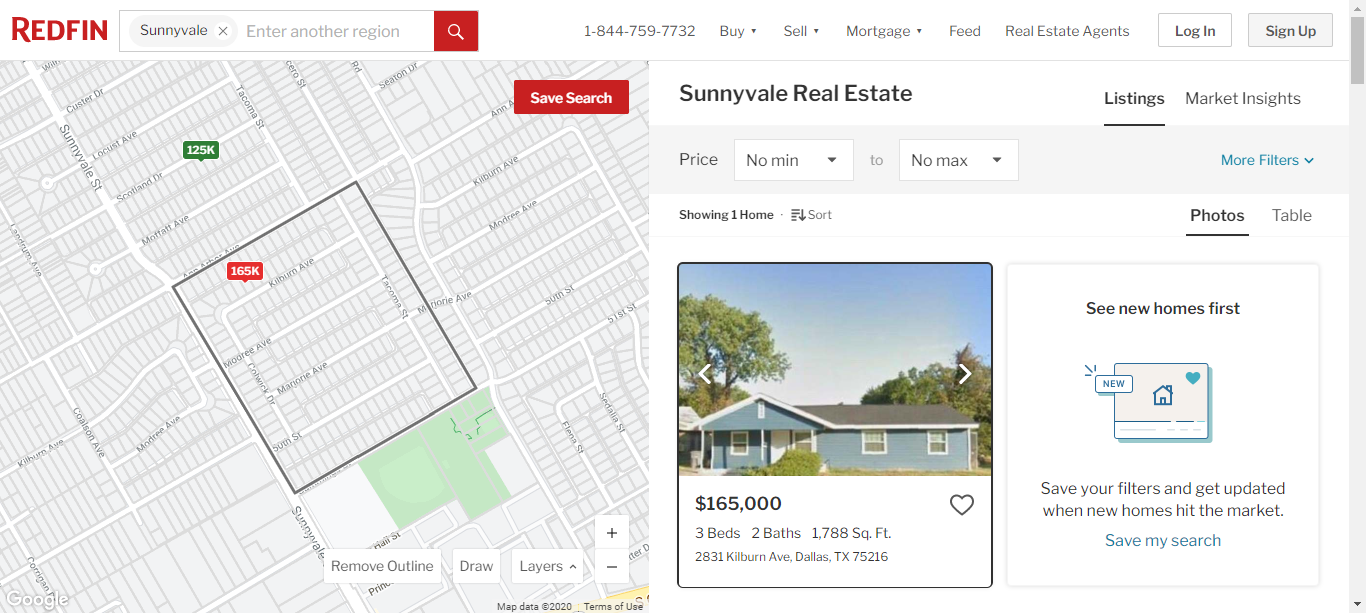 REDFIN
Sunnyvale
Enter another region
1-844-759-7732
Buy
Sell
Mortgage
Feed
Real Estate Agents
Log In
Sign Up
Save Search
125K
165K
Custer Dr
Locust Ave
Scotland Dr
Moffatt Ave
Ann Arbor Ave
Landrum Ave
Sunnyvale St
Tacoma St
Rd
Seaton Dr
Kilburn Ave
Modree Ave
Kilburn Ave
Tacoma St
Marjorie Ave
50th St
51st St
Modree Ave
Marjorie Ave
Colwick Dr
50th St
Coalson Ave
Modree Ave
Kilburn Ave
Elena St
Sedalia St
Sunnyvale
Corrigan
Remove Outline
Draw
Layers
+
−
Google
Map data ©2020
Terms of Use
Sunnyvale Real Estate
Listings
Market Insights
Price
No min
to
No max
More Filters
Showing 1 Home · Sort
Photos
Table
$165,000
3 Beds 2 Baths 1,788 Sq. Ft.
2831 Kilburn Ave, Dallas, TX 75216
See new homes first
NEW
Save your filters and get updated
when new homes hit the market.
Save my search